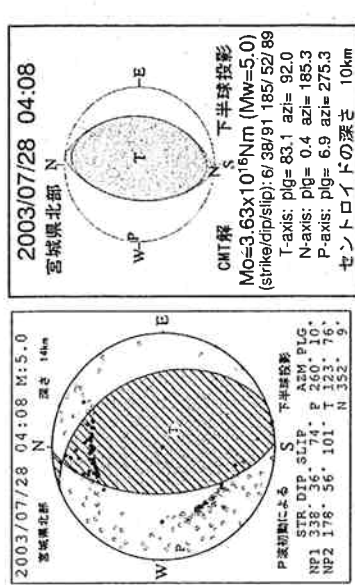 2003/07/28 04:08 M:5.0
宮城県北部 深さ 14km
N
W
E
P
T
S
P波初動による 下半球投影
STR DIP SLIP AZM PLG
NP1 338° 36° 74° P 260° 10°
NP2 178° 56° 101° T 123° 76°
N 352° 9°
2003/07/28 04:08
宮城県北部
N
W
P
T
E
N
S
CMT解 下半球投影
Mo=3.63x10¹⁶Nm (Mw=5.0)
(strike/dip/slip): 6/ 38/91 185/ 52/ 89
T-axis: plg= 83.1 azi= 92.0
N-axis: plg= 0.4 azi= 185.3
P-axis: plg= 6.9 azi= 275.3
セントロイドの深さ 10km